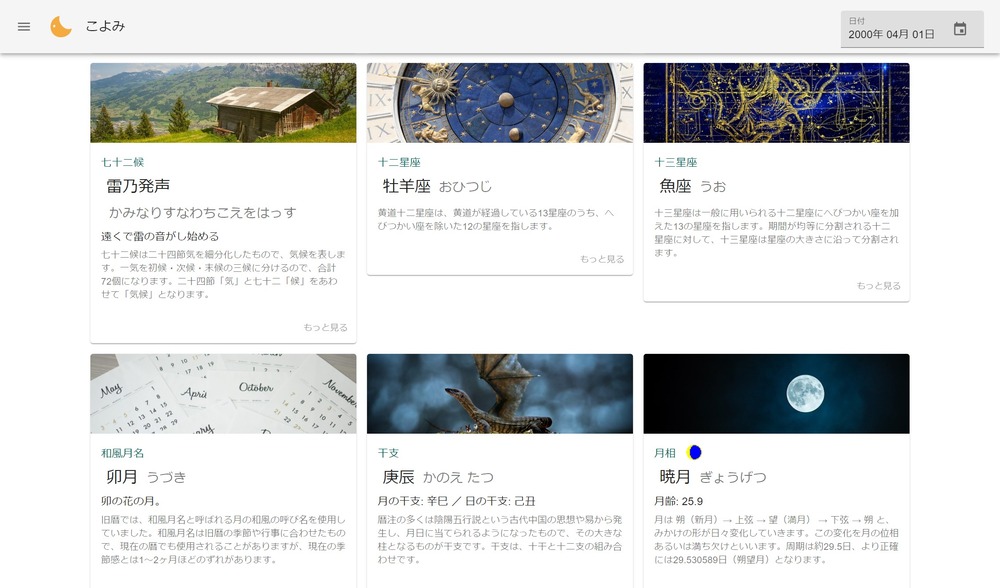 こよみ
日付
2000年 04月 01日
七十二候
雷乃発声
かみなりすなわちこえをはっす
遠くで雷の音がし始める
七十二候は二十四節気を細分化したもので、気候を表しま
す。一気を初候・次候・末候の三候に分けるので、合計
72個になります。二十四節「気」と七十二「候」をあわ
せて「気候」となります。
もっと見る
十二星座
牡羊座 おひつじ
黄道十二星座は、黄道が経過している13星座のうち、へ
びつかい座を除いた12の星座を指します。
もっと見る
十三星座
魚座 うお
十三星座は一般に用いられる十二星座にへびつかい座を加
えた13の星座を指します。期間が均等に分割される十二
星座に対して、十三星座は星座の大きさに沿って分割され
ます。
もっと見る
May
April
October
November
和風月名
卯月 うづき
卯の花の月。
旧暦では、和風月名と呼ばれる月の和風の呼び名を使用し
ていました。和風月名は旧暦の季節や行事に合わせたもの
で、現在の暦でも使用されることがありますが、現在の季
節感とは1～2ヶ月ほどのずれがあります。
干支
庚辰 かのえ たつ
月の干支: 辛巳 ／ 日の干支: 己丑
暦注の多くは陰陽五行説という古代中国の思想や易から発
生し、月日に当てられるようになったもので、その大きな
柱となるものが干支です。干支は、十干と十二支の組み合
わせです。
月相
暁月 ぎょうげつ
月齢: 25.9
月は 朔（新月）→ 上弦 → 望（満月） → 下弦 → 朔 と、
みかけの形が日々変化していきます。この変化を月の位相
あるいは満ち欠けといいます。周期は約29.5日、より正確
には29.530589日（朔望月）となります。